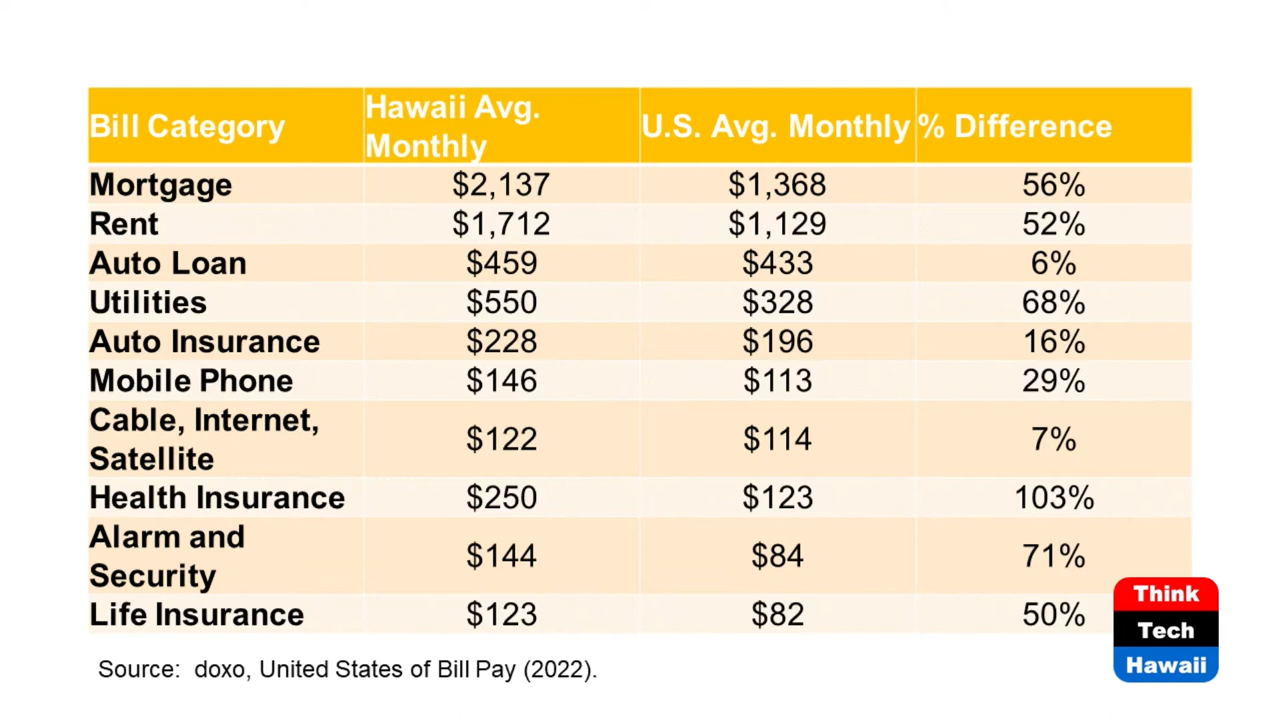 Bill Category Hawaii Avg. Monthly U.S. Avg. Monthly % Difference
Mortgage $2,137 $1,368 56%
Rent $1,712 $1,129 52%
Auto Loan $459 $433 6%
Utilities $550 $328 68%
Auto Insurance $228 $196 16%
Mobile Phone $146 $113 29%
Cable, Internet, Satellite $122 $114 7%
Health Insurance $250 $123 103%
Alarm and Security $144 $84 71%
Life Insurance $123 $82 50%
Source: doxo, United States of Bill Pay (2022).
Think
Tech
Hawaii